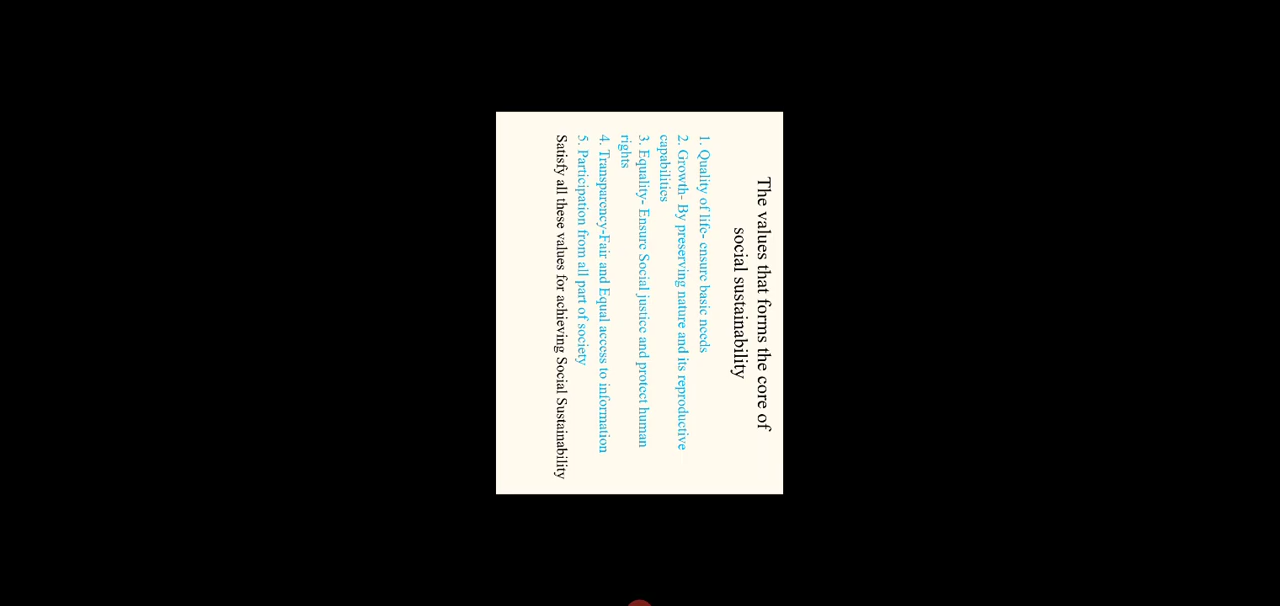 The values that forms the core of
social sustainability
1. Quality of life- ensure basic needs
2. Growth- By preserving nature and its reproductive
capabilities
3. Equality- Ensure Social justice and protect human
rights
4. Transparency-Fair and Equal access to information
5. Participation from all part of society
Satisfy all these values for achieving Social Sustainability